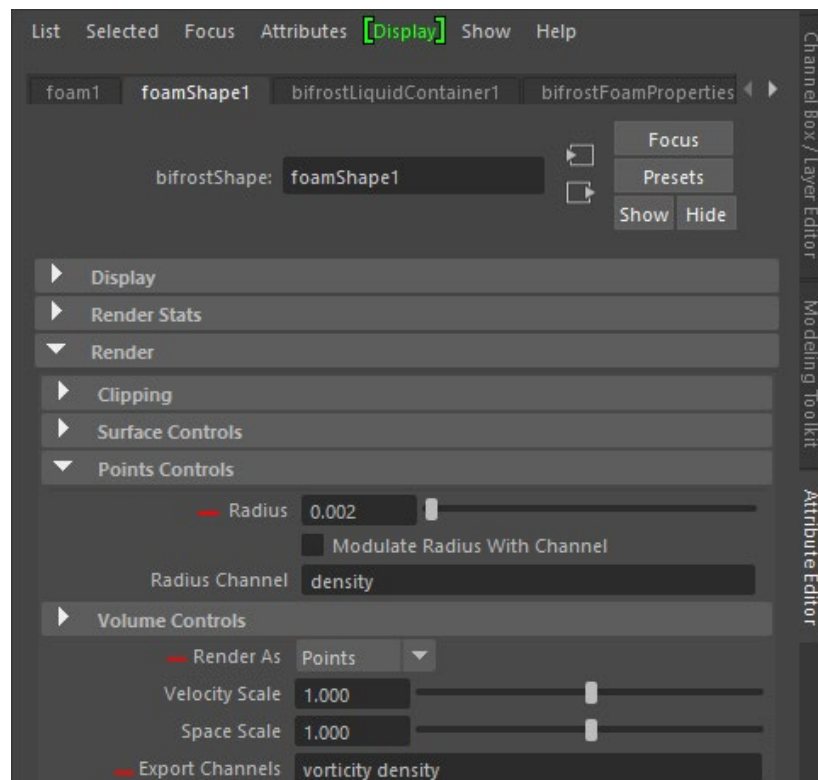 List Selected Focus Attributes [Display] Show Help
foam1 foamShape1 bifrostLiquidContainer1 bifrostFoamProperties
Focus
bifrostShape: foamShape1
Presets
Show Hide
Display
Render Stats
Render
Clipping
Surface Controls
Points Controls
Radius 0.002
Modulate Radius With Channel
Radius Channel density
Volume Controls
Render As Points
Velocity Scale 1.000
Space Scale 1.000
Export Channels vorticity density
Channel Box / Layer Editor
Modeling Toolkit
Attribute Editor